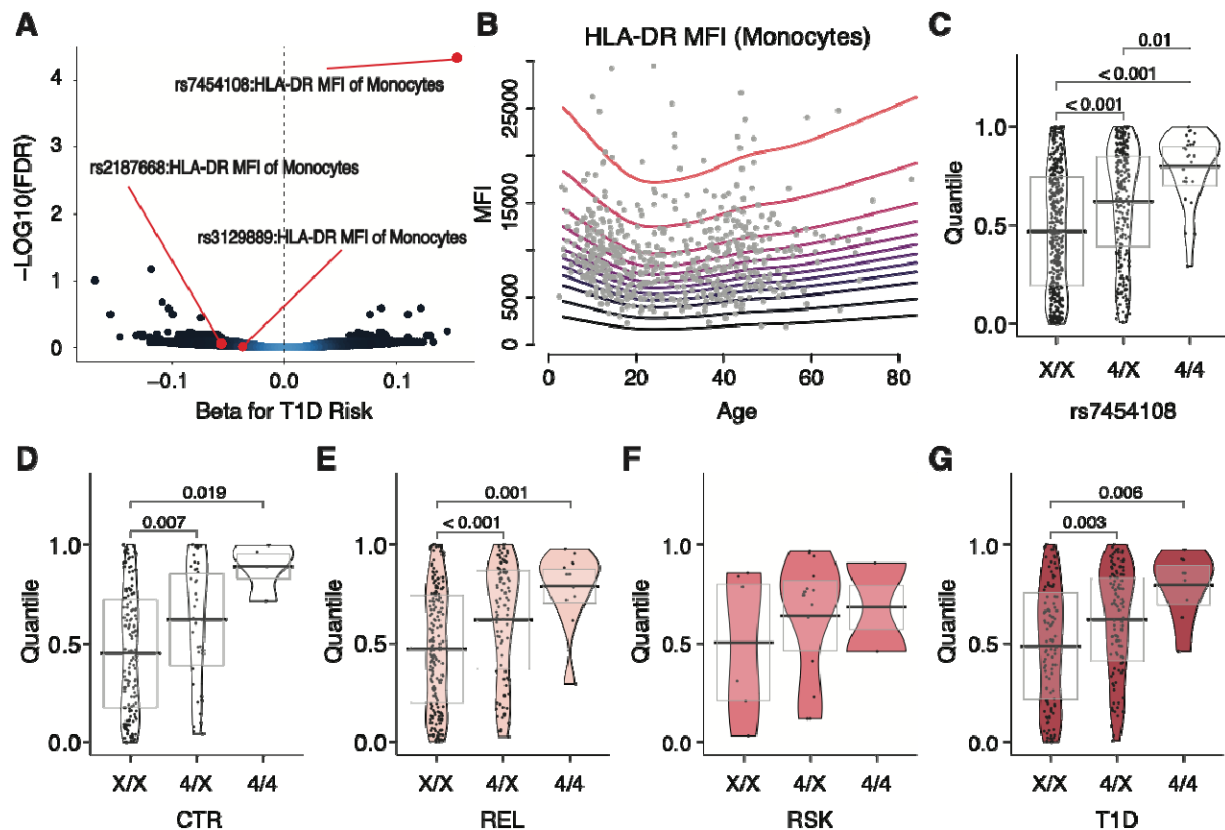 A
−LOG10(FDR)
4
3
2
1
0
rs7454108:HLA-DR MFI of Monocytes
rs2187668:HLA-DR MFI of Monocytes
rs3129889:HLA-DR MFI of Monocytes
−0.1
0.0
0.1
Beta for T1D Risk
B
HLA-DR MFI (Monocytes)
MFI
25000
15000
5000
0
0
20
40
60
80
Age
C
0.01
< 0.001
< 0.001
Quantile
1.0
0.5
0.0
X/X
4/X
4/4
rs7454108
D
0.019
0.007
Quantile
1.0
0.5
0.0
X/X
4/X
4/4
CTR
E
0.001
< 0.001
Quantile
1.0
0.5
0.0
X/X
4/X
4/4
REL
F
Quantile
1.0
0.5
0.0
X/X
4/X
4/4
RSK
G
0.006
0.003
Quantile
1.0
0.5
0.0
X/X
4/X
4/4
T1D